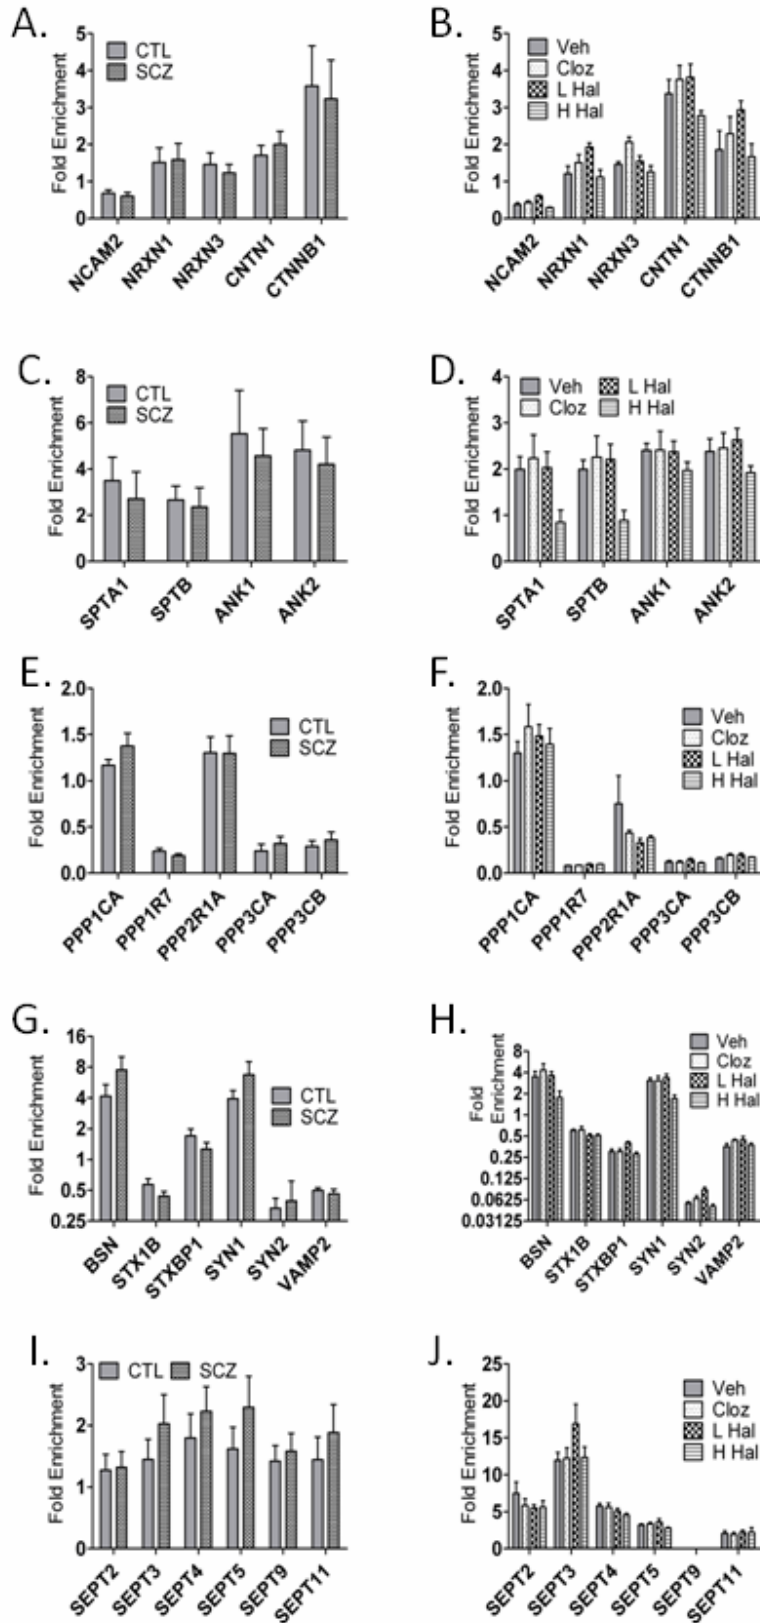 A.
CTL
SCZ
Fold Enrichment
5
4
3
2
1
0
NCAM2
NRXN1
NRXN3
CNTN1
CTNNB1
B.
Veh
Cloz
L Hal
H Hal
Fold Enrichment
5
4
3
2
1
0
NCAM2
NRXN1
NRXN3
CNTN1
CTNNB1
C.
CTL
SCZ
Fold Enrichment
8
6
4
2
0
SPTA1
SPTB
ANK1
ANK2
D.
Veh L Hal
Cloz H Hal
Fold Enrichment
4
3
2
1
0
SPTA1
SPTB
ANK1
ANK2
E.
CTL
SCZ
Fold Enrichment
2.0
1.5
1.0
0.5
0.0
PPP1CA
PPP1R7
PPP2R1A
PPP3CA
PPP3CB
F.
Veh
Cloz
L Hal
H Hal
Fold Enrichment
2.0
1.5
1.0
0.5
0.0
PPP1CA
PPP1R7
PPP2R1A
PPP3CA
PPP3CB
G.
CTL
SCZ
Fold Enrichment
16
8
4
2
1
0.5
0.25
BSN
STX1B
STXBP1
SYN1
SYN2
VAMP2
H.
Veh
Cloz
L Hal
H Hal
Fold
Enrichment
8
4
2
1
0.5
0.25
0.125
0.0625
0.03125
BSN
STX1B
STXBP1
SYN1
SYN2
VAMP2
I.
CTL SCZ
Fold Enrichment
3
2
1
0
SEPT2
SEPT3
SEPT4
SEPT5
SEPT9
SEPT11
J.
Veh
Cloz
L Hal
H Hal
Fold Enrichment
25
20
15
10
5
0
SEPT2
SEPT3
SEPT4
SEPT5
SEPT9
SEPT11